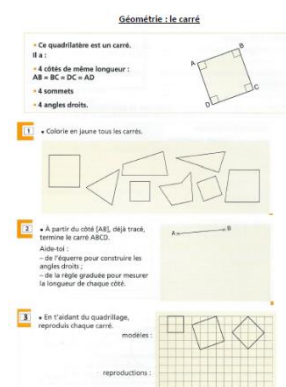 Géométrie : le carré
• Ce quadrilatère est un carré.
Il a :
• 4 côtés de même longueur :
AB = BC = DC = AD
• 4 sommets
• 4 angles droits.
A
B
C
D
1 • Colorie en jaune tous les carrés.
2 • À partir du côté [AB], déjà tracé,
termine le carré ABCD.
Aide-toi :
– de l'équerre pour construire les
angles droits ;
– de la règle graduée pour mesurer
la longueur de chaque côté.
A
B
3 • En t'aidant du quadrillage,
reproduis chaque carré.
modèles :
reproductions :